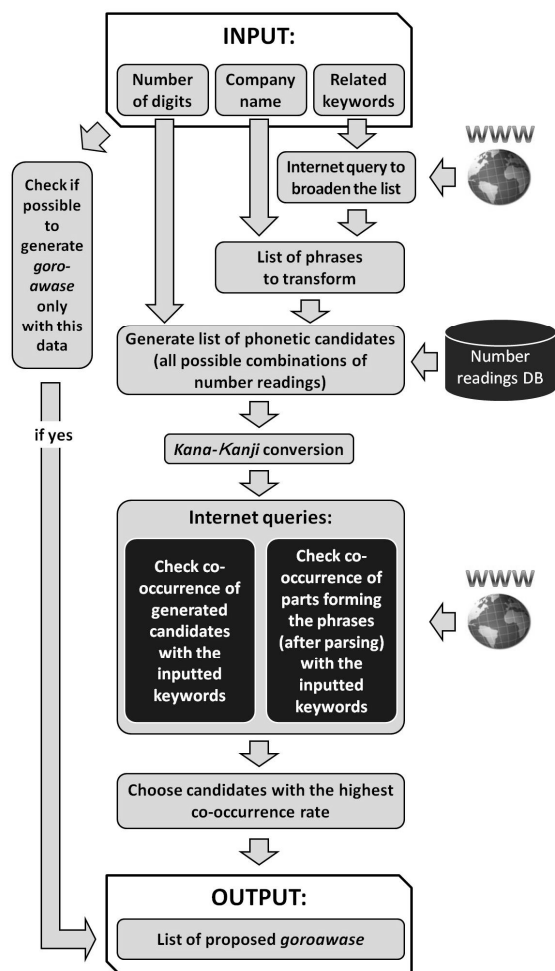 INPUT:
Number
of digits
Company
name
Related
keywords
WWW
Internet query to
broaden the list
Check if
possible
to
generate
goro-
awase
only
with this
data
List of phrases
to transform
Generate list of phonetic candidates
(all possible combinations of
number readings)
Number
readings DB
if yes
Kana-Kanji conversion
Internet queries:
Check co-
occurrence of
generated
candidates
with the
inputted
keywords
Check co-
occurrence of
parts forming
the phrases
(after parsing)
with the
inputted
keywords
WWW
Choose candidates with the highest
co-occurrence rate
OUTPUT:
List of proposed goroawase